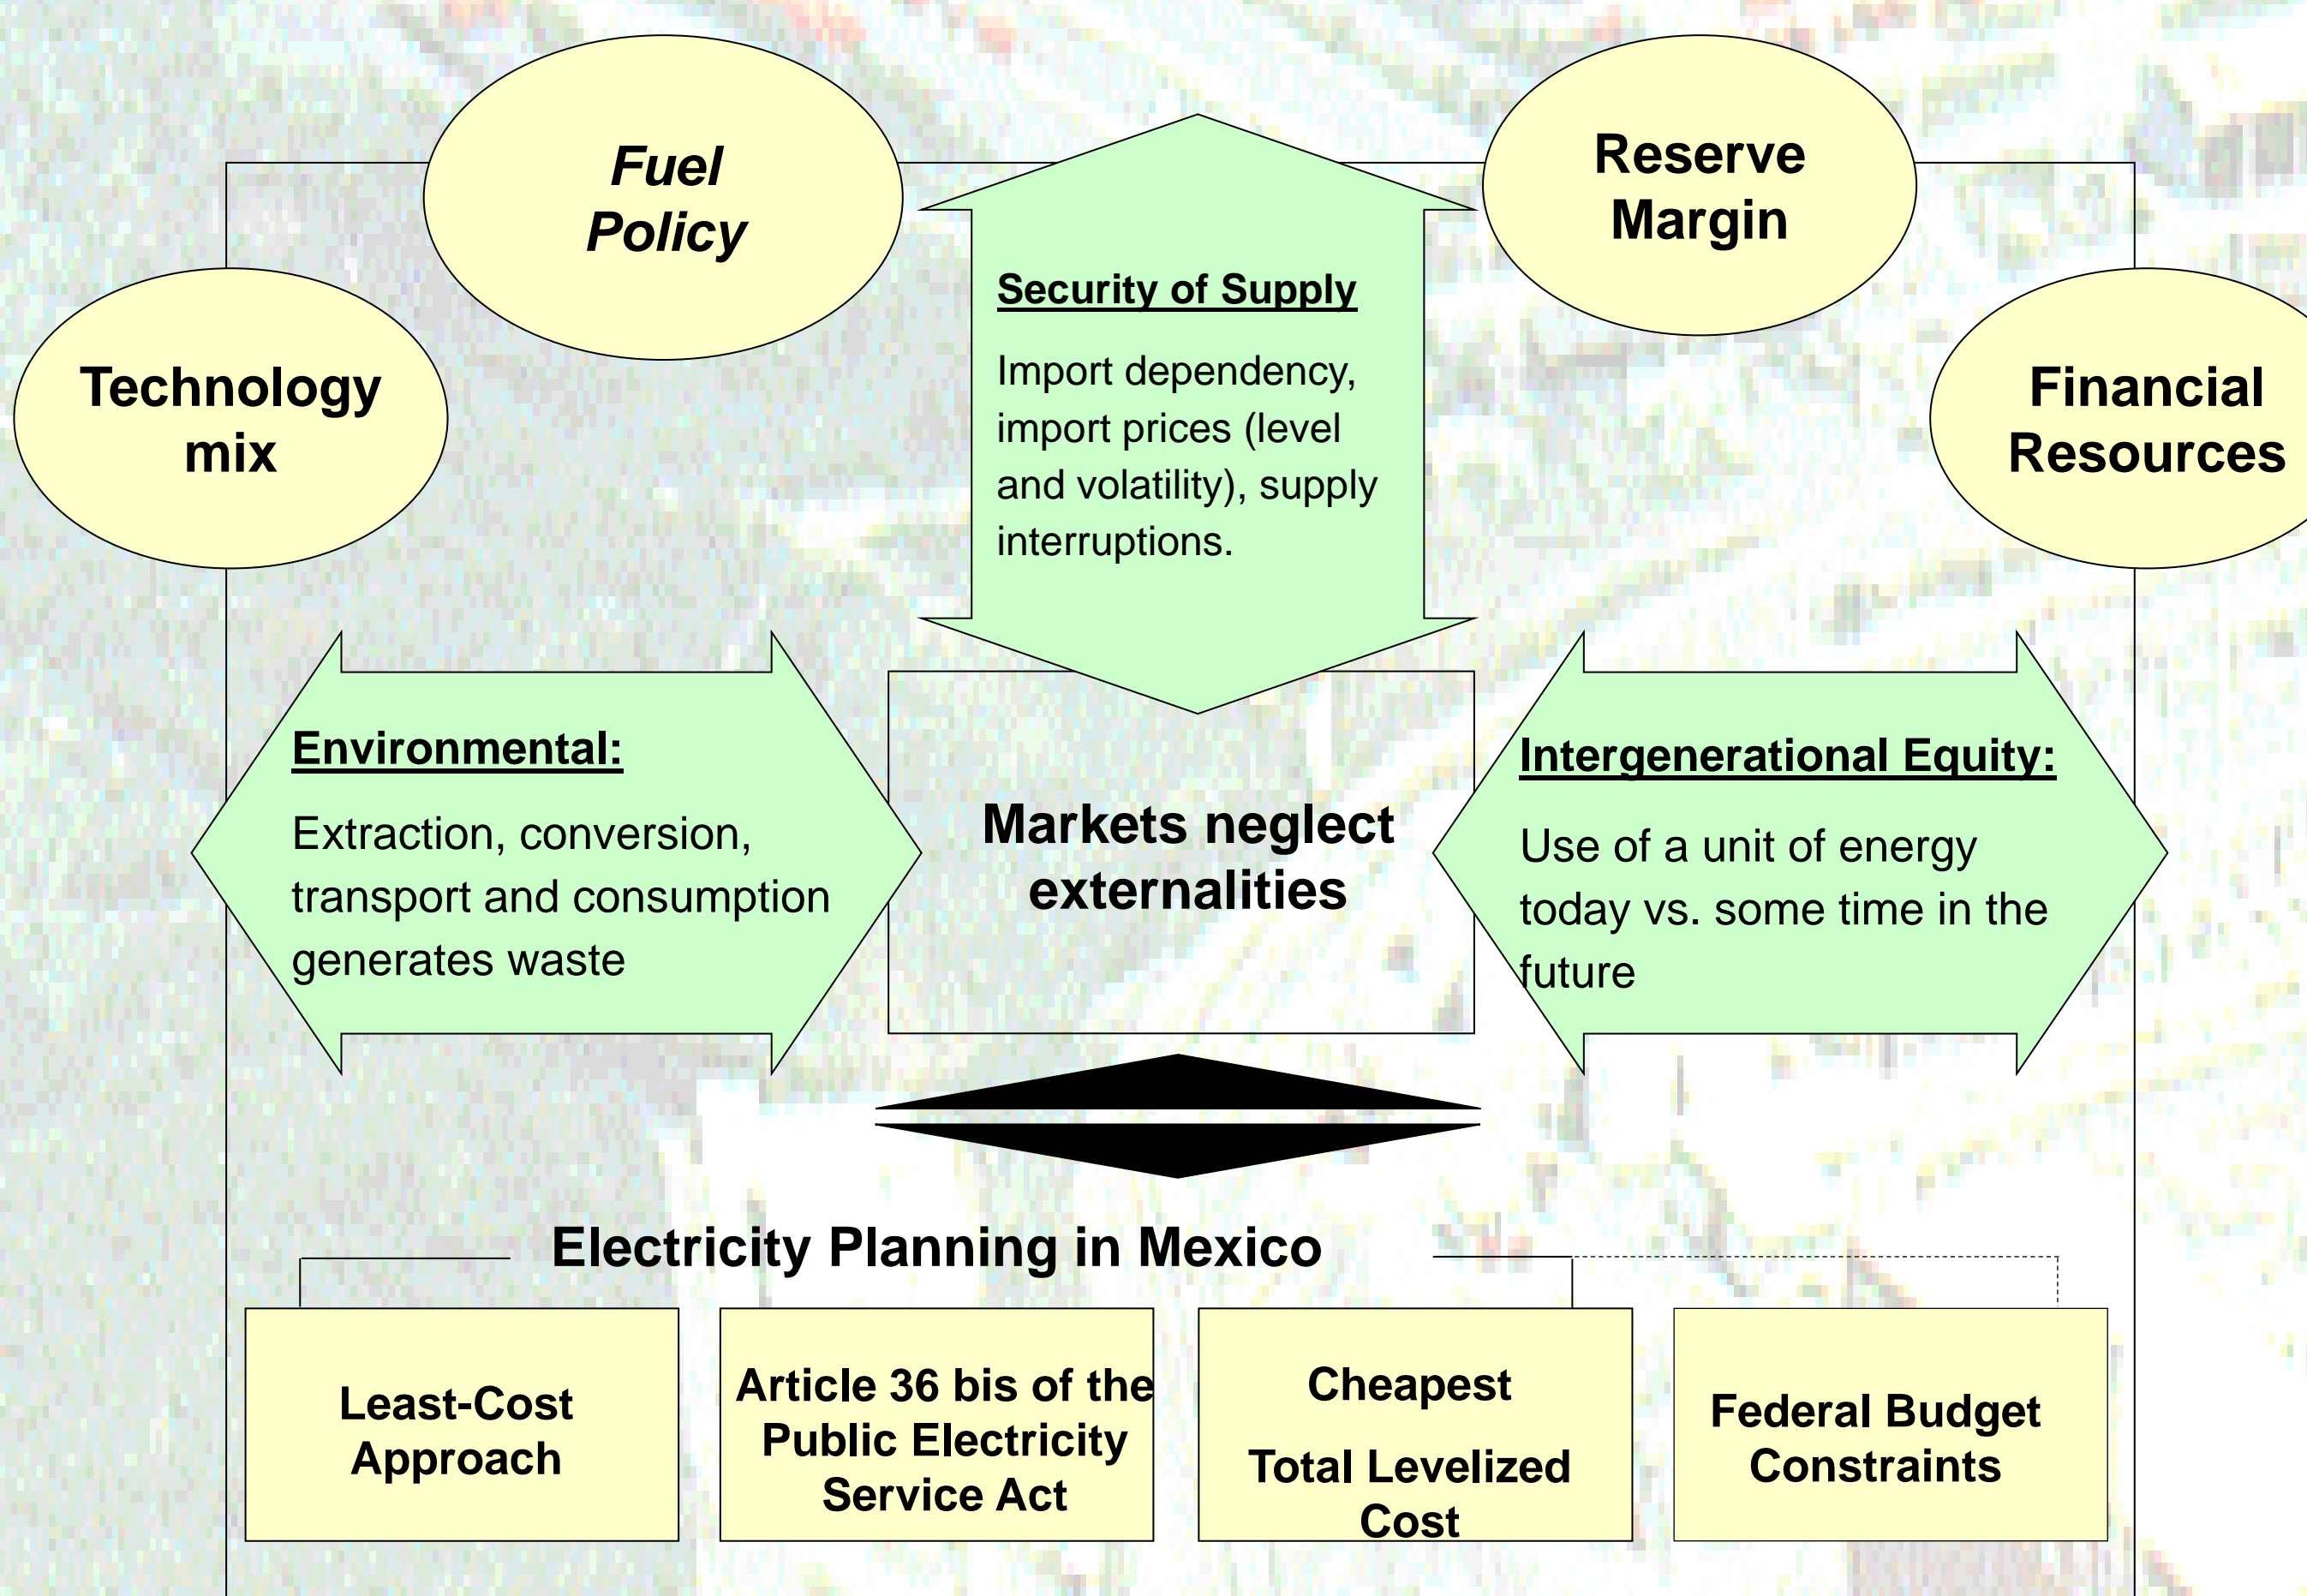 Fuel
Policy
Reserve
Margin
Technology
mix
Security of Supply
Import dependency,
import prices (level
and volatility), supply
interruptions.
Financial
Resources
Environmental:
Extraction, conversion,
transport and consumption
generates waste
Markets neglect
externalities
Intergenerational Equity:
Use of a unit of energy
today vs. some time in the
future
Electricity Planning in Mexico
Least-Cost
Approach
Article 36 bis of the
Public Electricity
Service Act
Cheapest
Total Levelized
Cost
Federal Budget
Constraints